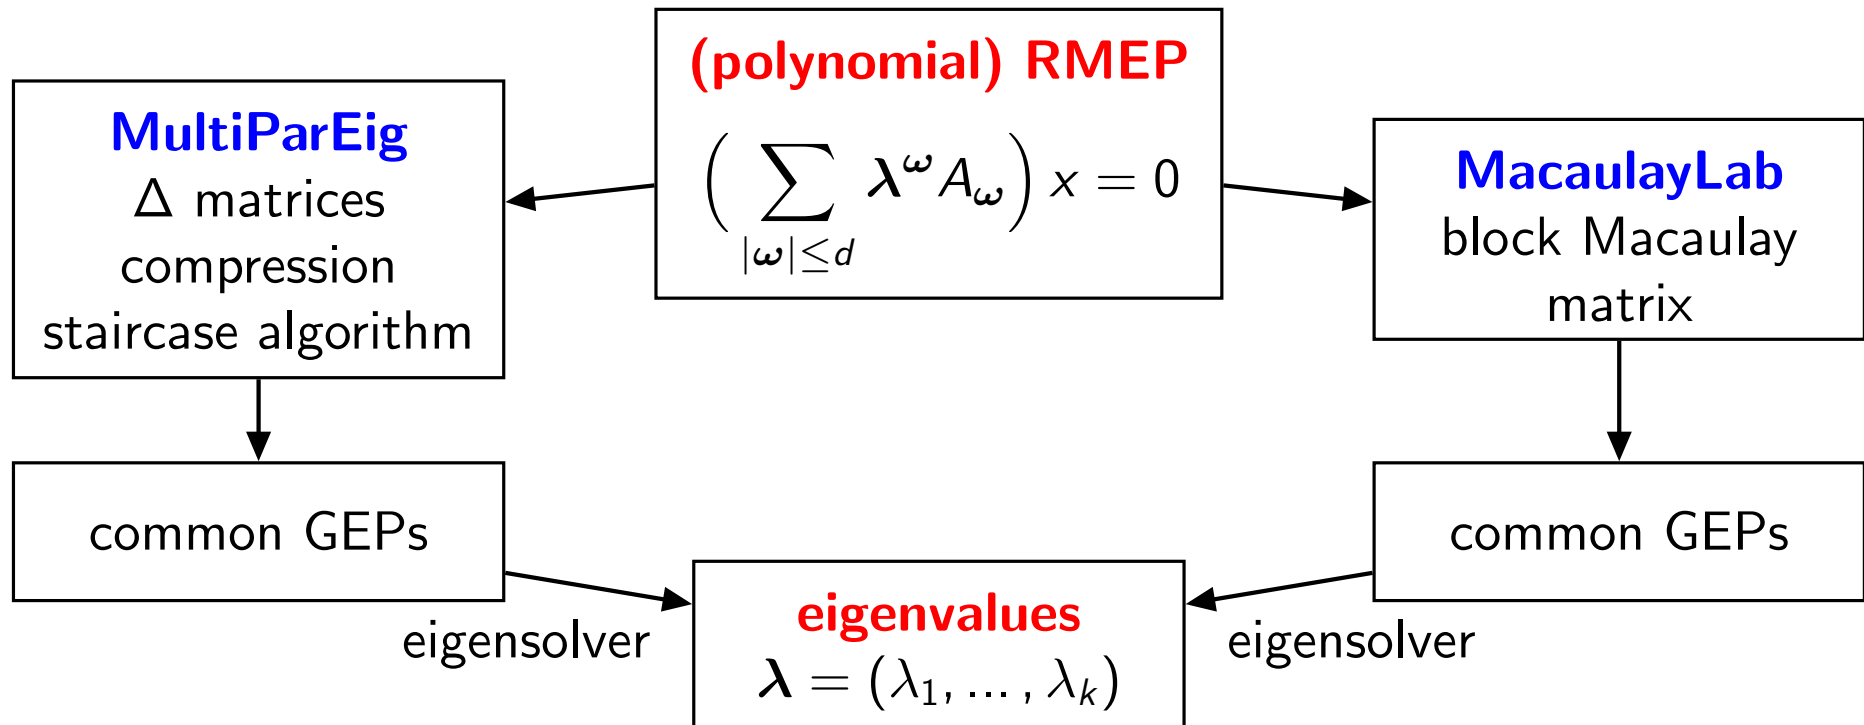 (polynomial) RMEP
( ∑ λ^ω A_ω ) x = 0
|ω| ≤ d
MultiParEig
Δ matrices
compression
staircase algorithm
MacaulayLab
block Macaulay
matrix
common GEPs
common GEPs
eigensolver
eigenvalues
λ = (λ₁, ... , λₖ)
eigensolver